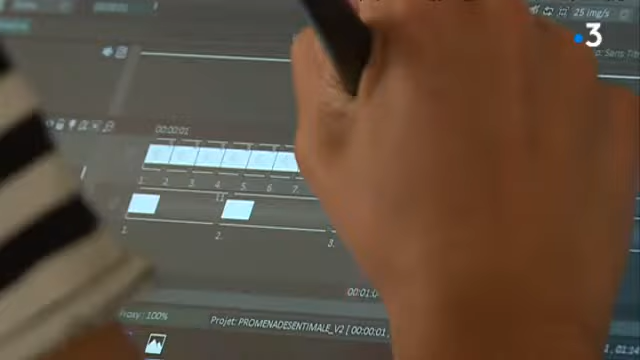 25 img/s
3
00:00:01
1. 2. 3. 4. 5. 6. 7.
11
1. 2. 3.
00:01:0
Proxy: 100%
Projet: PROMENADESENTIMALE_V2 [ 00:00:01,